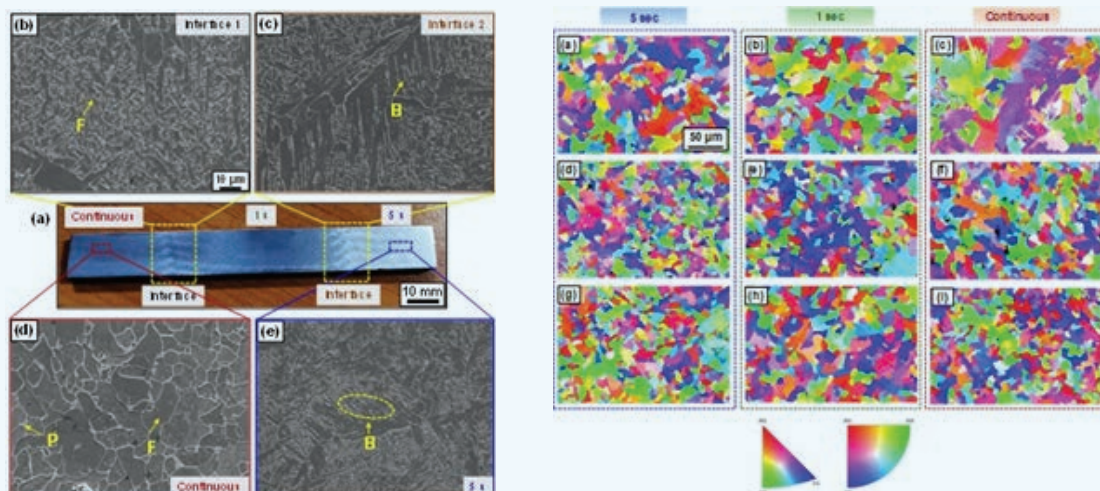 (b)
Interface 1
F
10 μm
(c)
Interface 2
B
(a)
Continuous
1 s
5 s
Interface
Interface
10 mm
(d)
P
F
Continuous
(e)
B
5 s
5 sec
1 sec
Continuous
(a)
50 μm
(b)
(c)
(d)
(e)
(f)
(g)
(h)
(i)